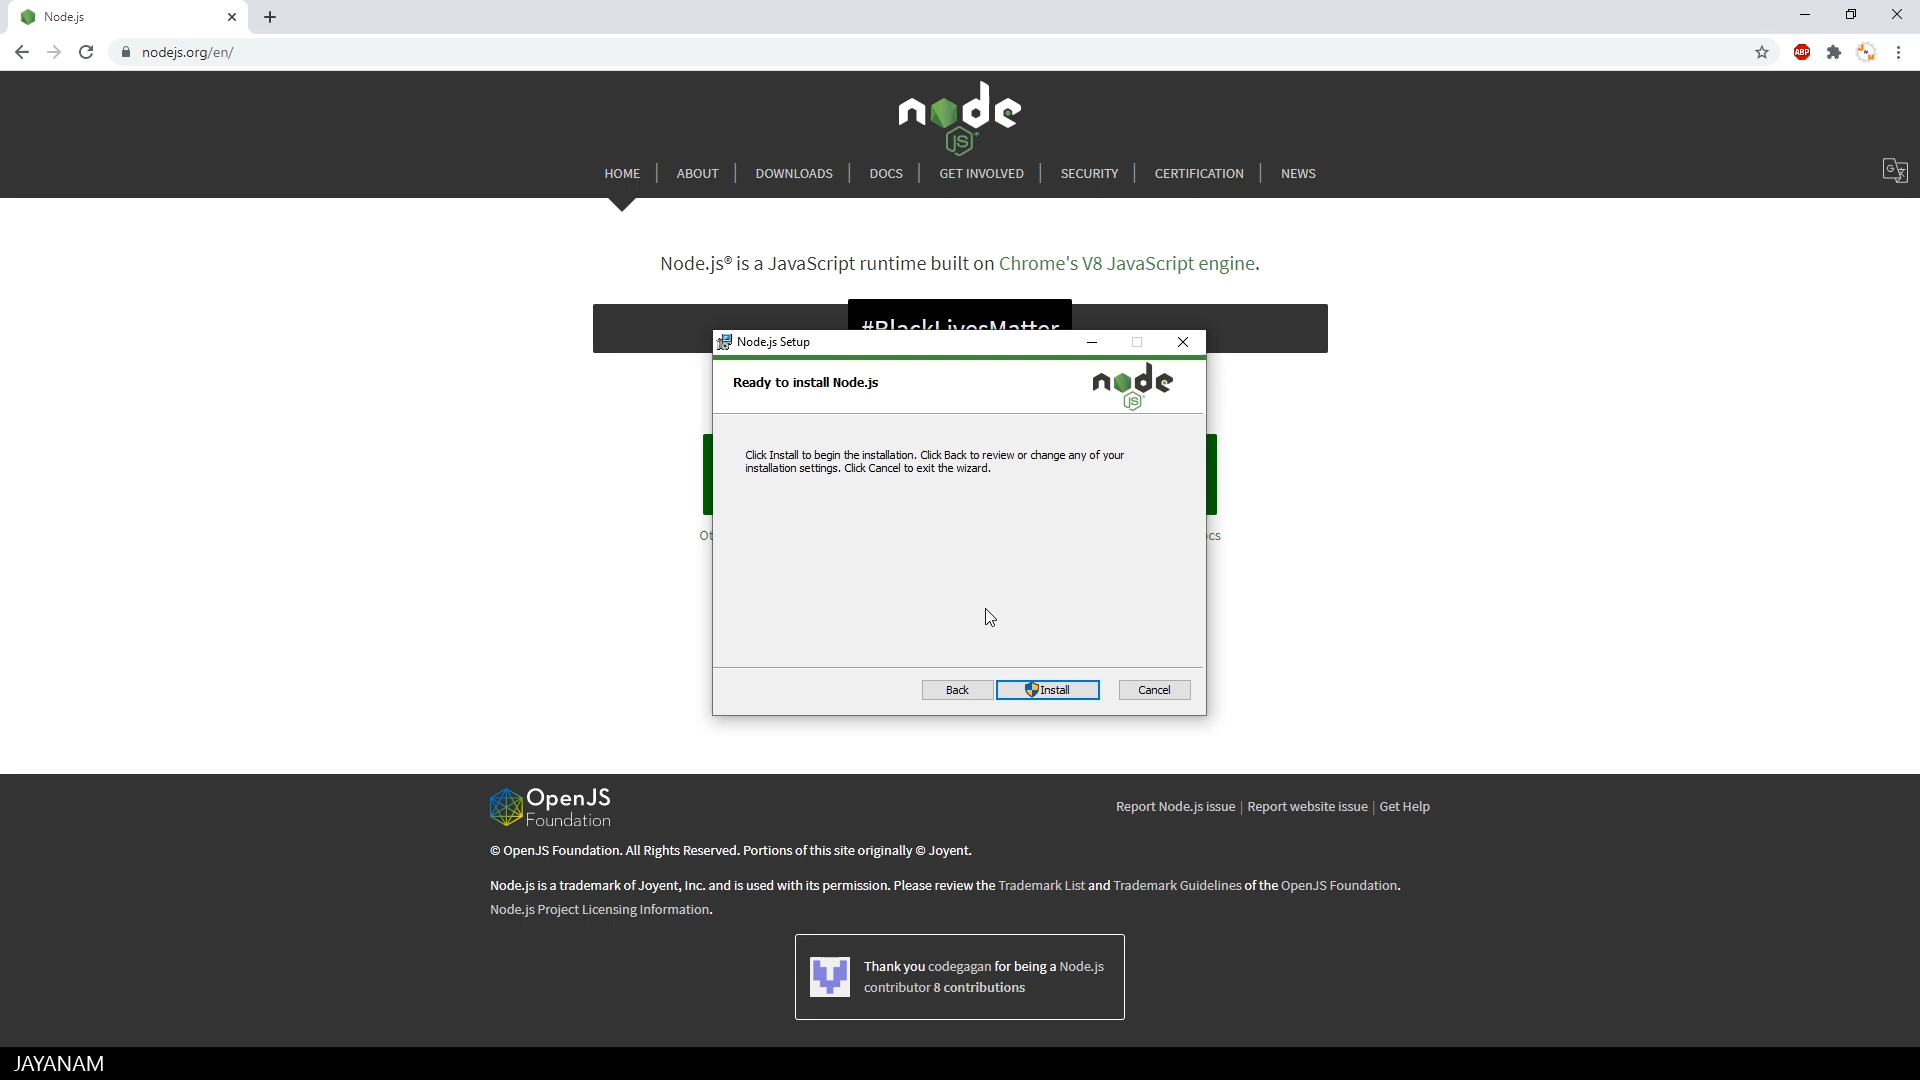 Node.js
nodejs.org/en/
ABP
node
JS
HOME
ABOUT
DOWNLOADS
DOCS
GET INVOLVED
SECURITY
CERTIFICATION
NEWS
Node.js® is a JavaScript runtime built on Chrome's V8 JavaScript engine.
#BlackLivesMatter
Node.js Setup
Ready to install Node.js
node
JS
Click Install to begin the installation. Click Back to review or change any of your
installation settings. Click Cancel to exit the wizard.
Back
Install
Cancel
OpenJS
Foundation
Report Node.js issue | Report website issue | Get Help
© OpenJS Foundation. All Rights Reserved. Portions of this site originally © Joyent.
Node.js is a trademark of Joyent, Inc. and is used with its permission. Please review the Trademark List and Trademark Guidelines of the OpenJS Foundation.
Node.js Project Licensing Information.
Thank you codegagan for being a Node.js
contributor 8 contributions
JAYANAM